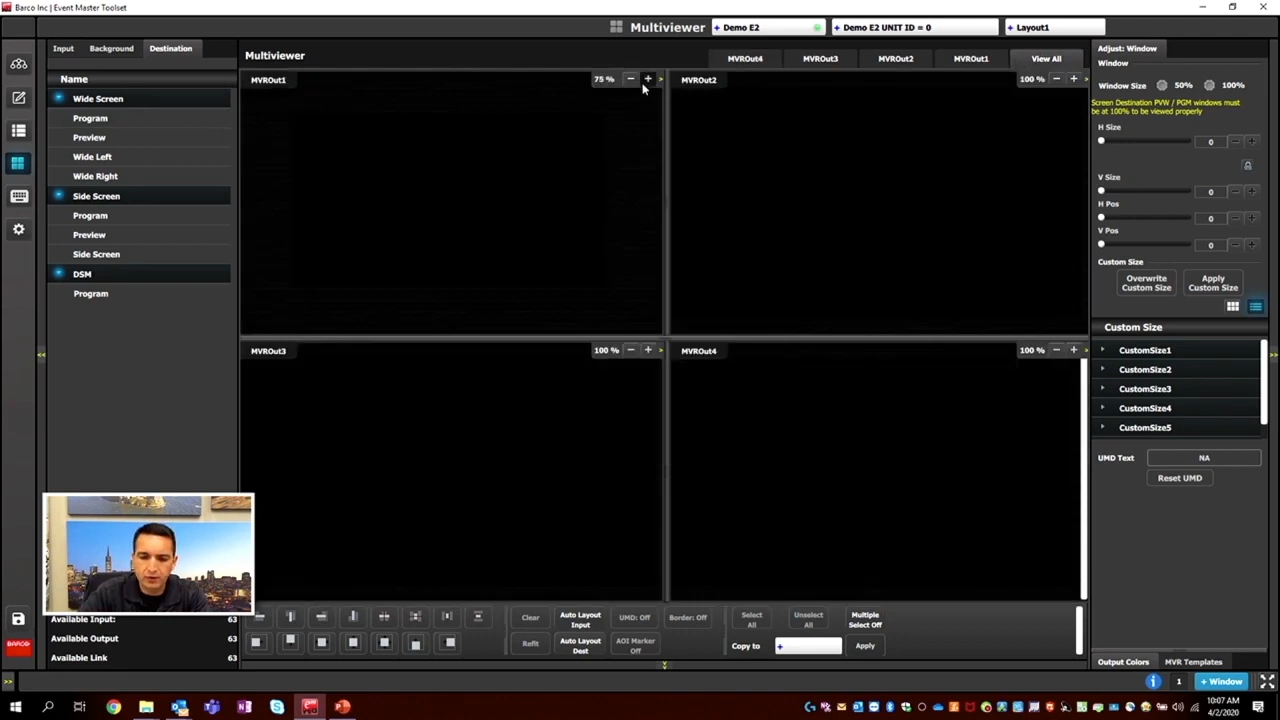 Barco Inc | Event Master Toolset
Multiviewer
+ Demo E2
+ Demo E2 UNIT ID = 0
+ Layout1
Input
Background
Destination
Name
Wide Screen
Program
Preview
Wide Left
Wide Right
Side Screen
Program
Preview
Side Screen
DSM
Program
Available Input: 63
Available Output 63
Available Link 63
Multiviewer
MVROut4
MVROut3
MVROut2
MVROut1
View All
MVROut1
75 % − + >
MVROut2
100 % − + >
MVROut3
100 % − + >
MVROut4
100 % − + >
Clear
Auto Layout
Input
UMD: Off
Border: Off
Refit
Auto Layout
Dest
AOI Marker
Off
Select
All
Unselect
All
Multiple
Select Off
Copy to
+
Apply
Adjust: Window
Window
Window Size
50%
100%
Screen Destination PVW / PGM windows must
be at 100% to be viewed properly
H Size
0
V Size
0
H Pos
0
V Pos
0
Custom Size
Overwrite
Custom Size
Apply
Custom Size
Custom Size
CustomSize1
CustomSize2
CustomSize3
CustomSize4
CustomSize5
UMD Text
NA
Reset UMD
Output Colors
MVR Templates
1
+ Window
<<
>>
>>
BARCO
10:07 AM
4/2/2020